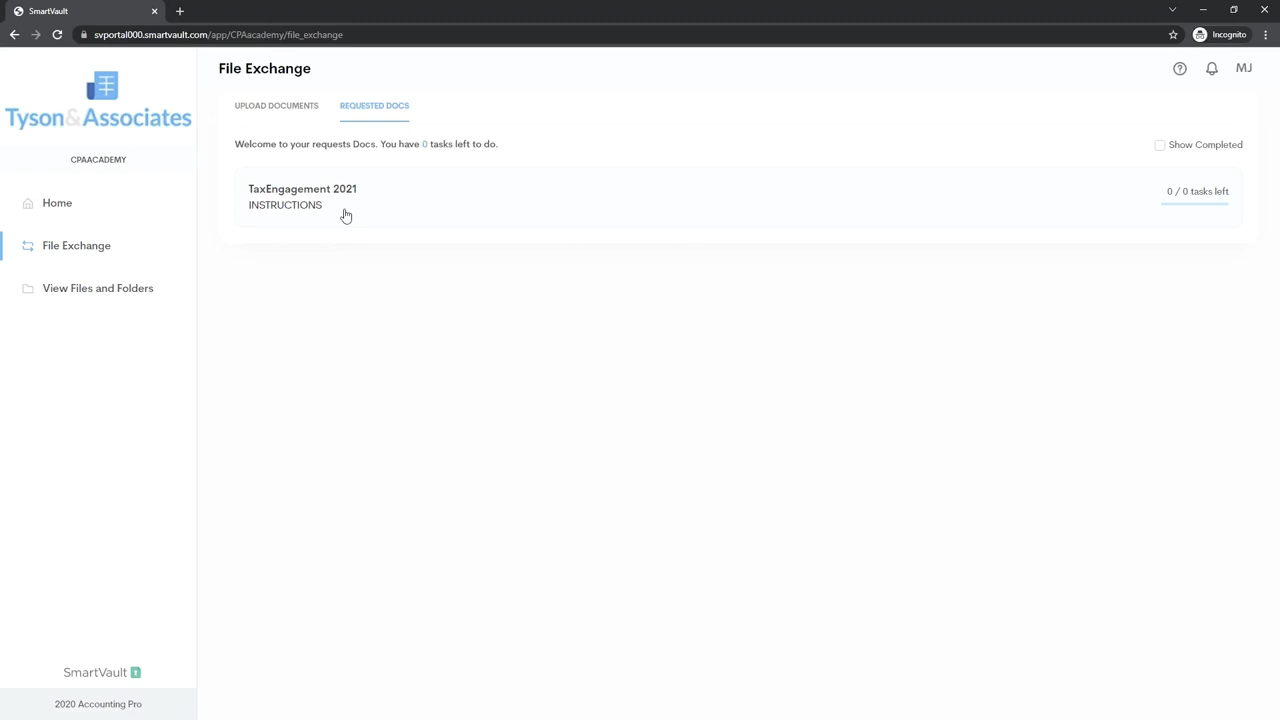 SmartVault
svportal000.smartvault.com/app/CPAacademy/file_exchange
Incognito
Tyson&Associates
CPAACADEMY
Home
File Exchange
View Files and Folders
SmartVault
2020 Accounting Pro
File Exchange
MJ
UPLOAD DOCUMENTS
REQUESTED DOCS
Welcome to your requests Docs. You have 0 tasks left to do.
Show Completed
TaxEngagement 2021
INSTRUCTIONS
0 / 0 tasks left